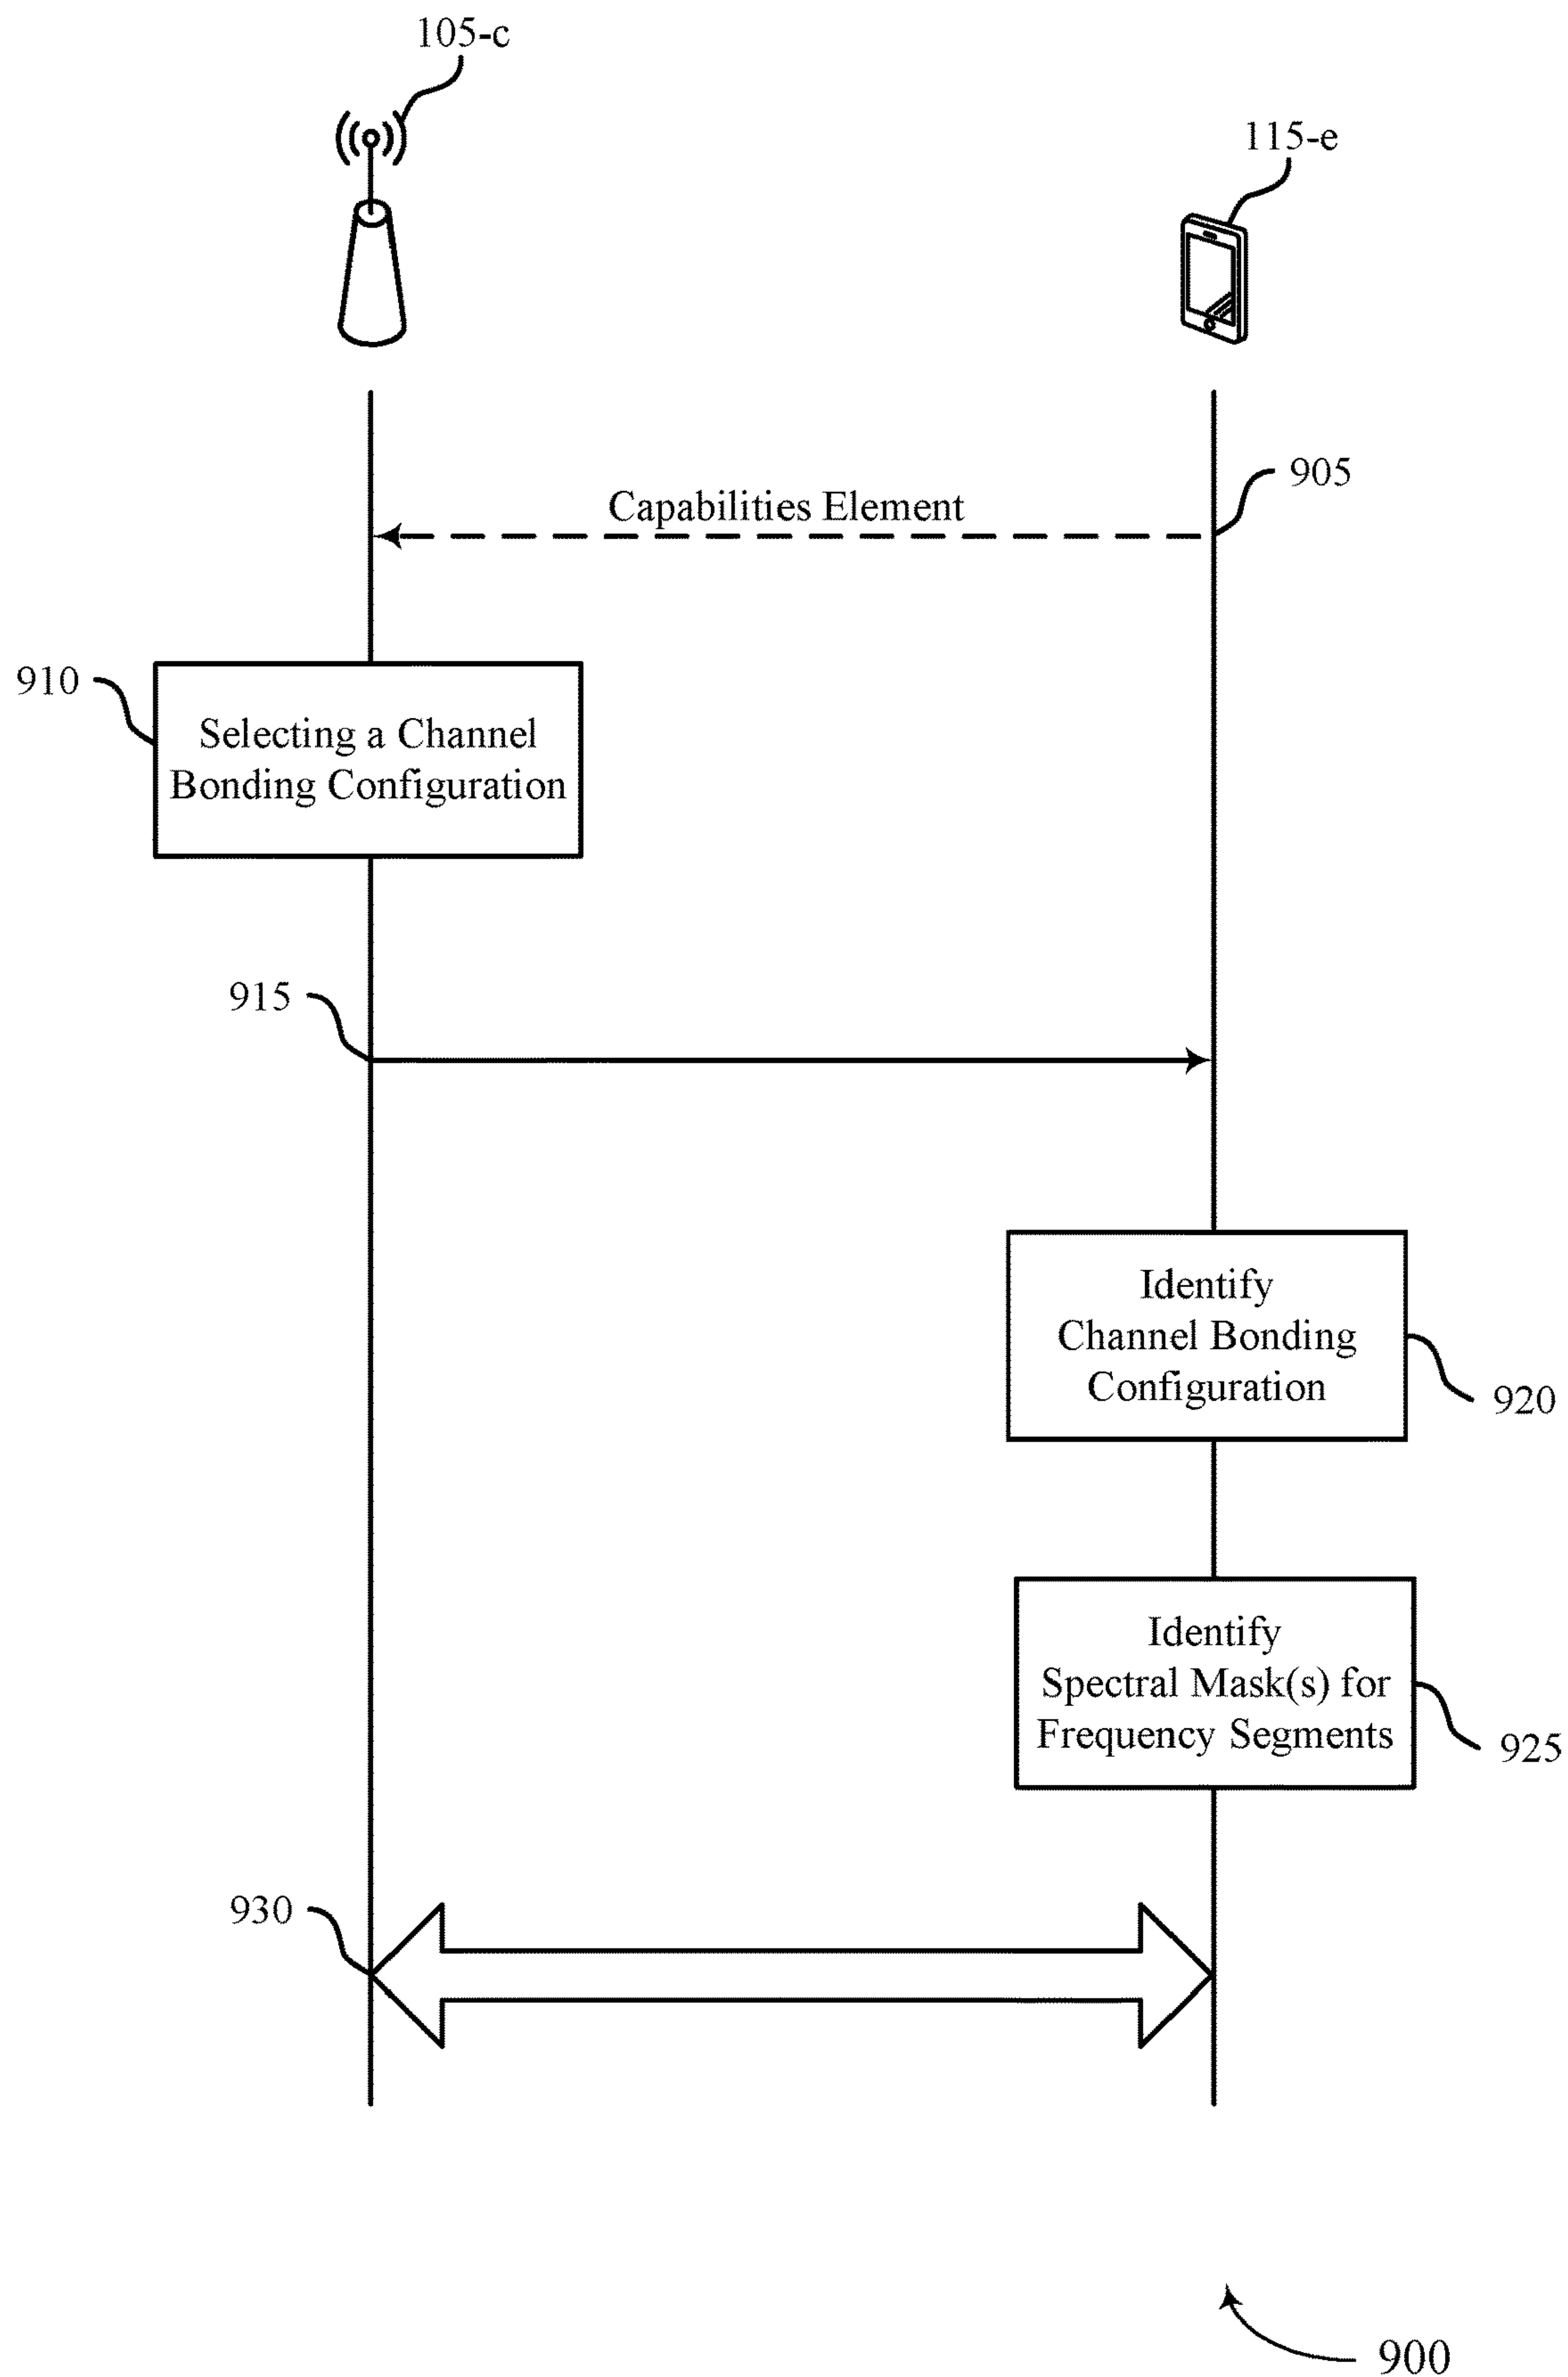 105-c
115-e
905
Capabilities Element
910
Selecting a Channel
Bonding Configuration
915
Identify
Channel Bonding
Configuration
920
Identify
Spectral Mask(s) for
Frequency Segments
925
930
900